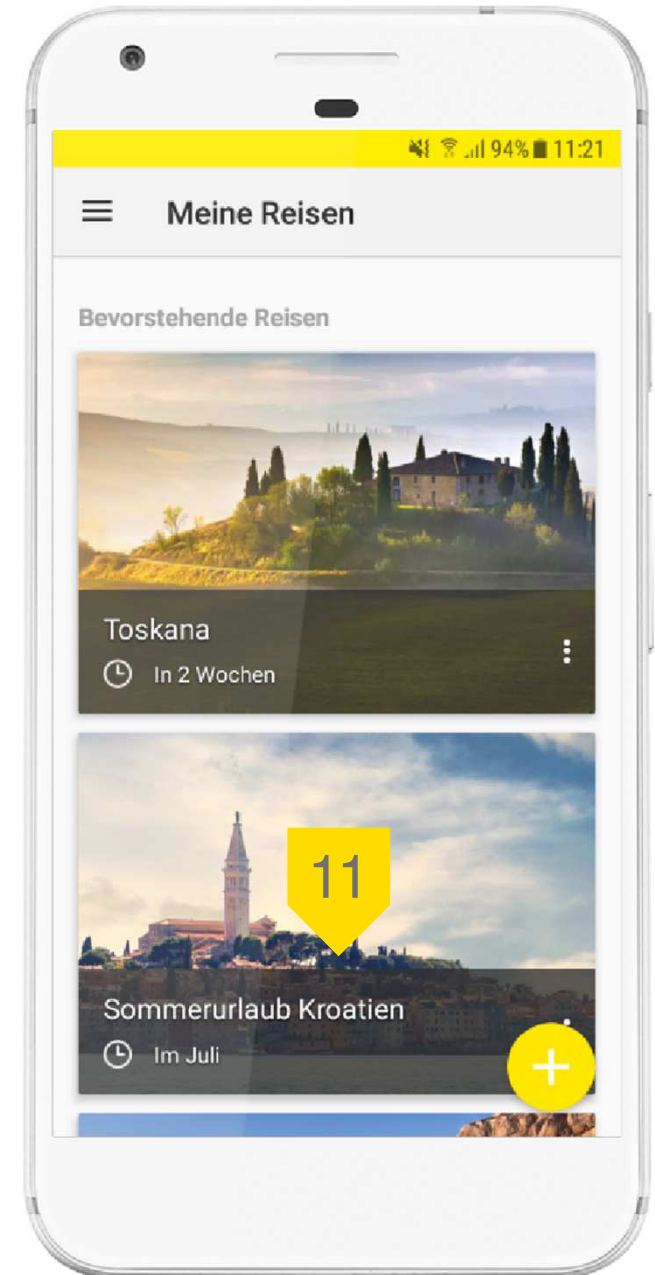 94% 11:21
Meine Reisen
Bevorstehende Reisen
Toskana
In 2 Wochen
11
Sommerurlaub Kroatien
Im Juli
+